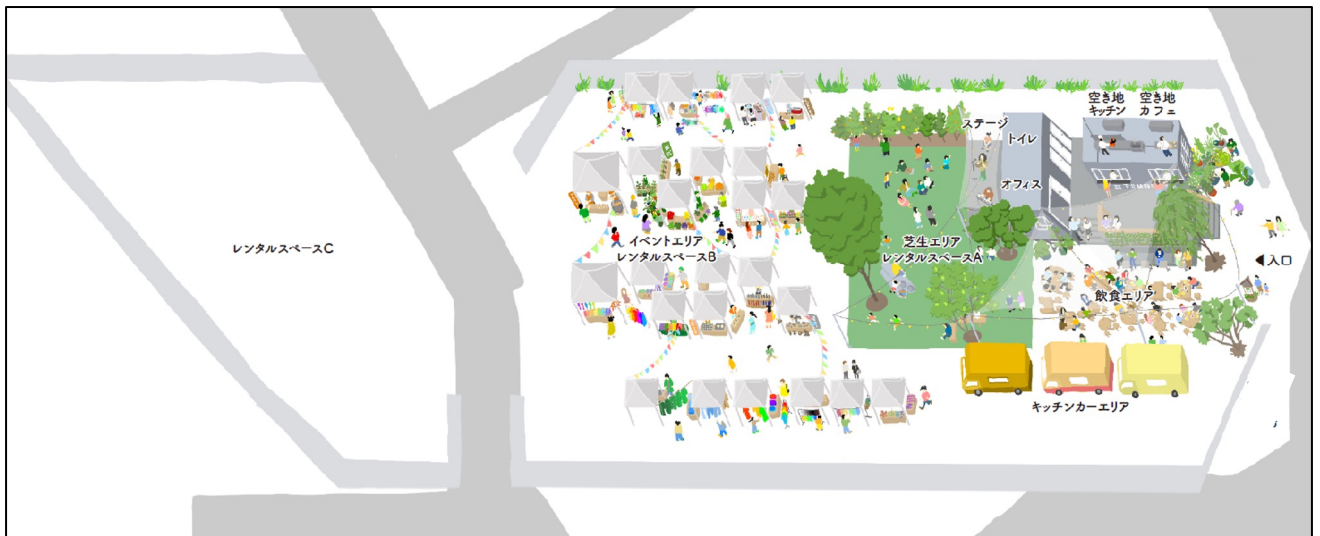 空き地
キッチン
空き地
カフェ
ステージ
トイレ
オフィス
レンタルスペースC
イベントエリア
レンタルスペースB
芝生エリア
レンタルスペースA
◀入口
飲食エリア
キッチンカーエリア